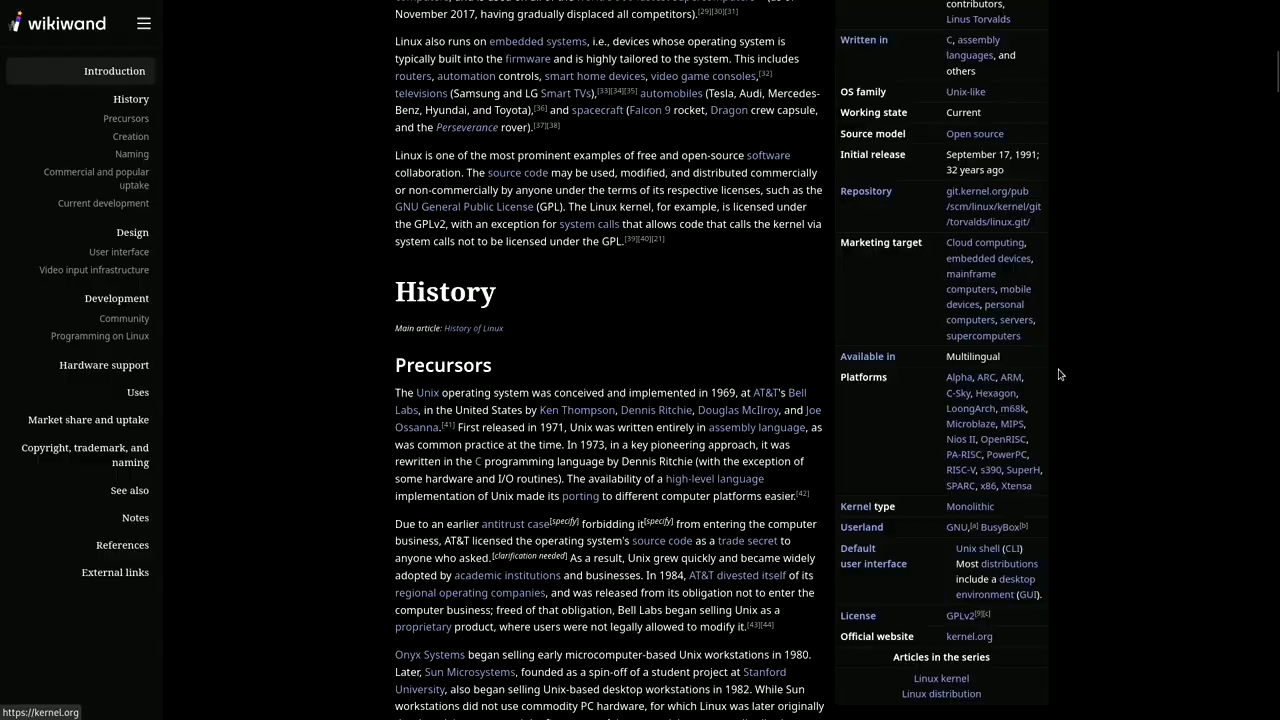 wikiwand
Introduction
History
Precursors
Creation
Naming
Commercial and popular
uptake
Current development
Design
User interface
Video input infrastructure
Development
Community
Programming on Linux
Hardware support
Uses
Market share and uptake
Copyright, trademark, and
naming
See also
Notes
References
External links
https://kernel.org
November 2017, having gradually displaced all competitors).[29][30][31]
Linux also runs on embedded systems, i.e., devices whose operating system is
typically built into the firmware and is highly tailored to the system. This includes
routers, automation controls, smart home devices, video game consoles,[32]
televisions (Samsung and LG Smart TVs),[33][34][35] automobiles (Tesla, Audi, Mercedes-
Benz, Hyundai, and Toyota),[36] and spacecraft (Falcon 9 rocket, Dragon crew capsule,
and the Perseverance rover).[37][38]
Linux is one of the most prominent examples of free and open-source software
collaboration. The source code may be used, modified, and distributed commercially
or non-commercially by anyone under the terms of its respective licenses, such as the
GNU General Public License (GPL). The Linux kernel, for example, is licensed under
the GPLv2, with an exception for system calls that allows code that calls the kernel via
system calls not to be licensed under the GPL.[39][40][21]
History
Main article: History of Linux
Precursors
The Unix operating system was conceived and implemented in 1969, at AT&T's Bell
Labs, in the United States by Ken Thompson, Dennis Ritchie, Douglas McIlroy, and Joe
Ossanna.[41] First released in 1971, Unix was written entirely in assembly language, as
was common practice at the time. In 1973, in a key pioneering approach, it was
rewritten in the C programming language by Dennis Ritchie (with the exception of
some hardware and I/O routines). The availability of a high-level language
implementation of Unix made its porting to different computer platforms easier.[42]
Due to an earlier antitrust case[specify] forbidding it[specify] from entering the computer
business, AT&T licensed the operating system's source code as a trade secret to
anyone who asked.[clarification needed] As a result, Unix grew quickly and became widely
adopted by academic institutions and businesses. In 1984, AT&T divested itself of its
regional operating companies, and was released from its obligation not to enter the
computer business; freed of that obligation, Bell Labs began selling Unix as a
proprietary product, where users were not legally allowed to modify it.[43][44]
Onyx Systems began selling early microcomputer-based Unix workstations in 1980.
Later, Sun Microsystems, founded as a spin-off of a student project at Stanford
University, also began selling Unix-based desktop workstations in 1982. While Sun
workstations did not use commodity PC hardware, for which Linux was later originally
contributors,
Linus Torvalds
Written in C, assembly
languages, and
others
OS family Unix-like
Working state Current
Source model Open source
Initial release September 17, 1991;
32 years ago
Repository git.kernel.org/pub
/scm/linux/kernel/git
/torvalds/linux.git/
Marketing target Cloud computing,
embedded devices,
mainframe
computers, mobile
devices, personal
computers, servers,
supercomputers
Available in Multilingual
Platforms Alpha, ARC, ARM,
C-Sky, Hexagon,
LoongArch, m68k,
Microblaze, MIPS,
Nios II, OpenRISC,
PA-RISC, PowerPC,
RISC-V, s390, SuperH,
SPARC, x86, Xtensa
Kernel type Monolithic
Userland GNU,[a] BusyBox[b]
Default Unix shell (CLI)
user interface Most distributions
include a desktop
environment (GUI).
License GPLv2[9][c]
Official website kernel.org
Articles in the series
Linux kernel
Linux distribution